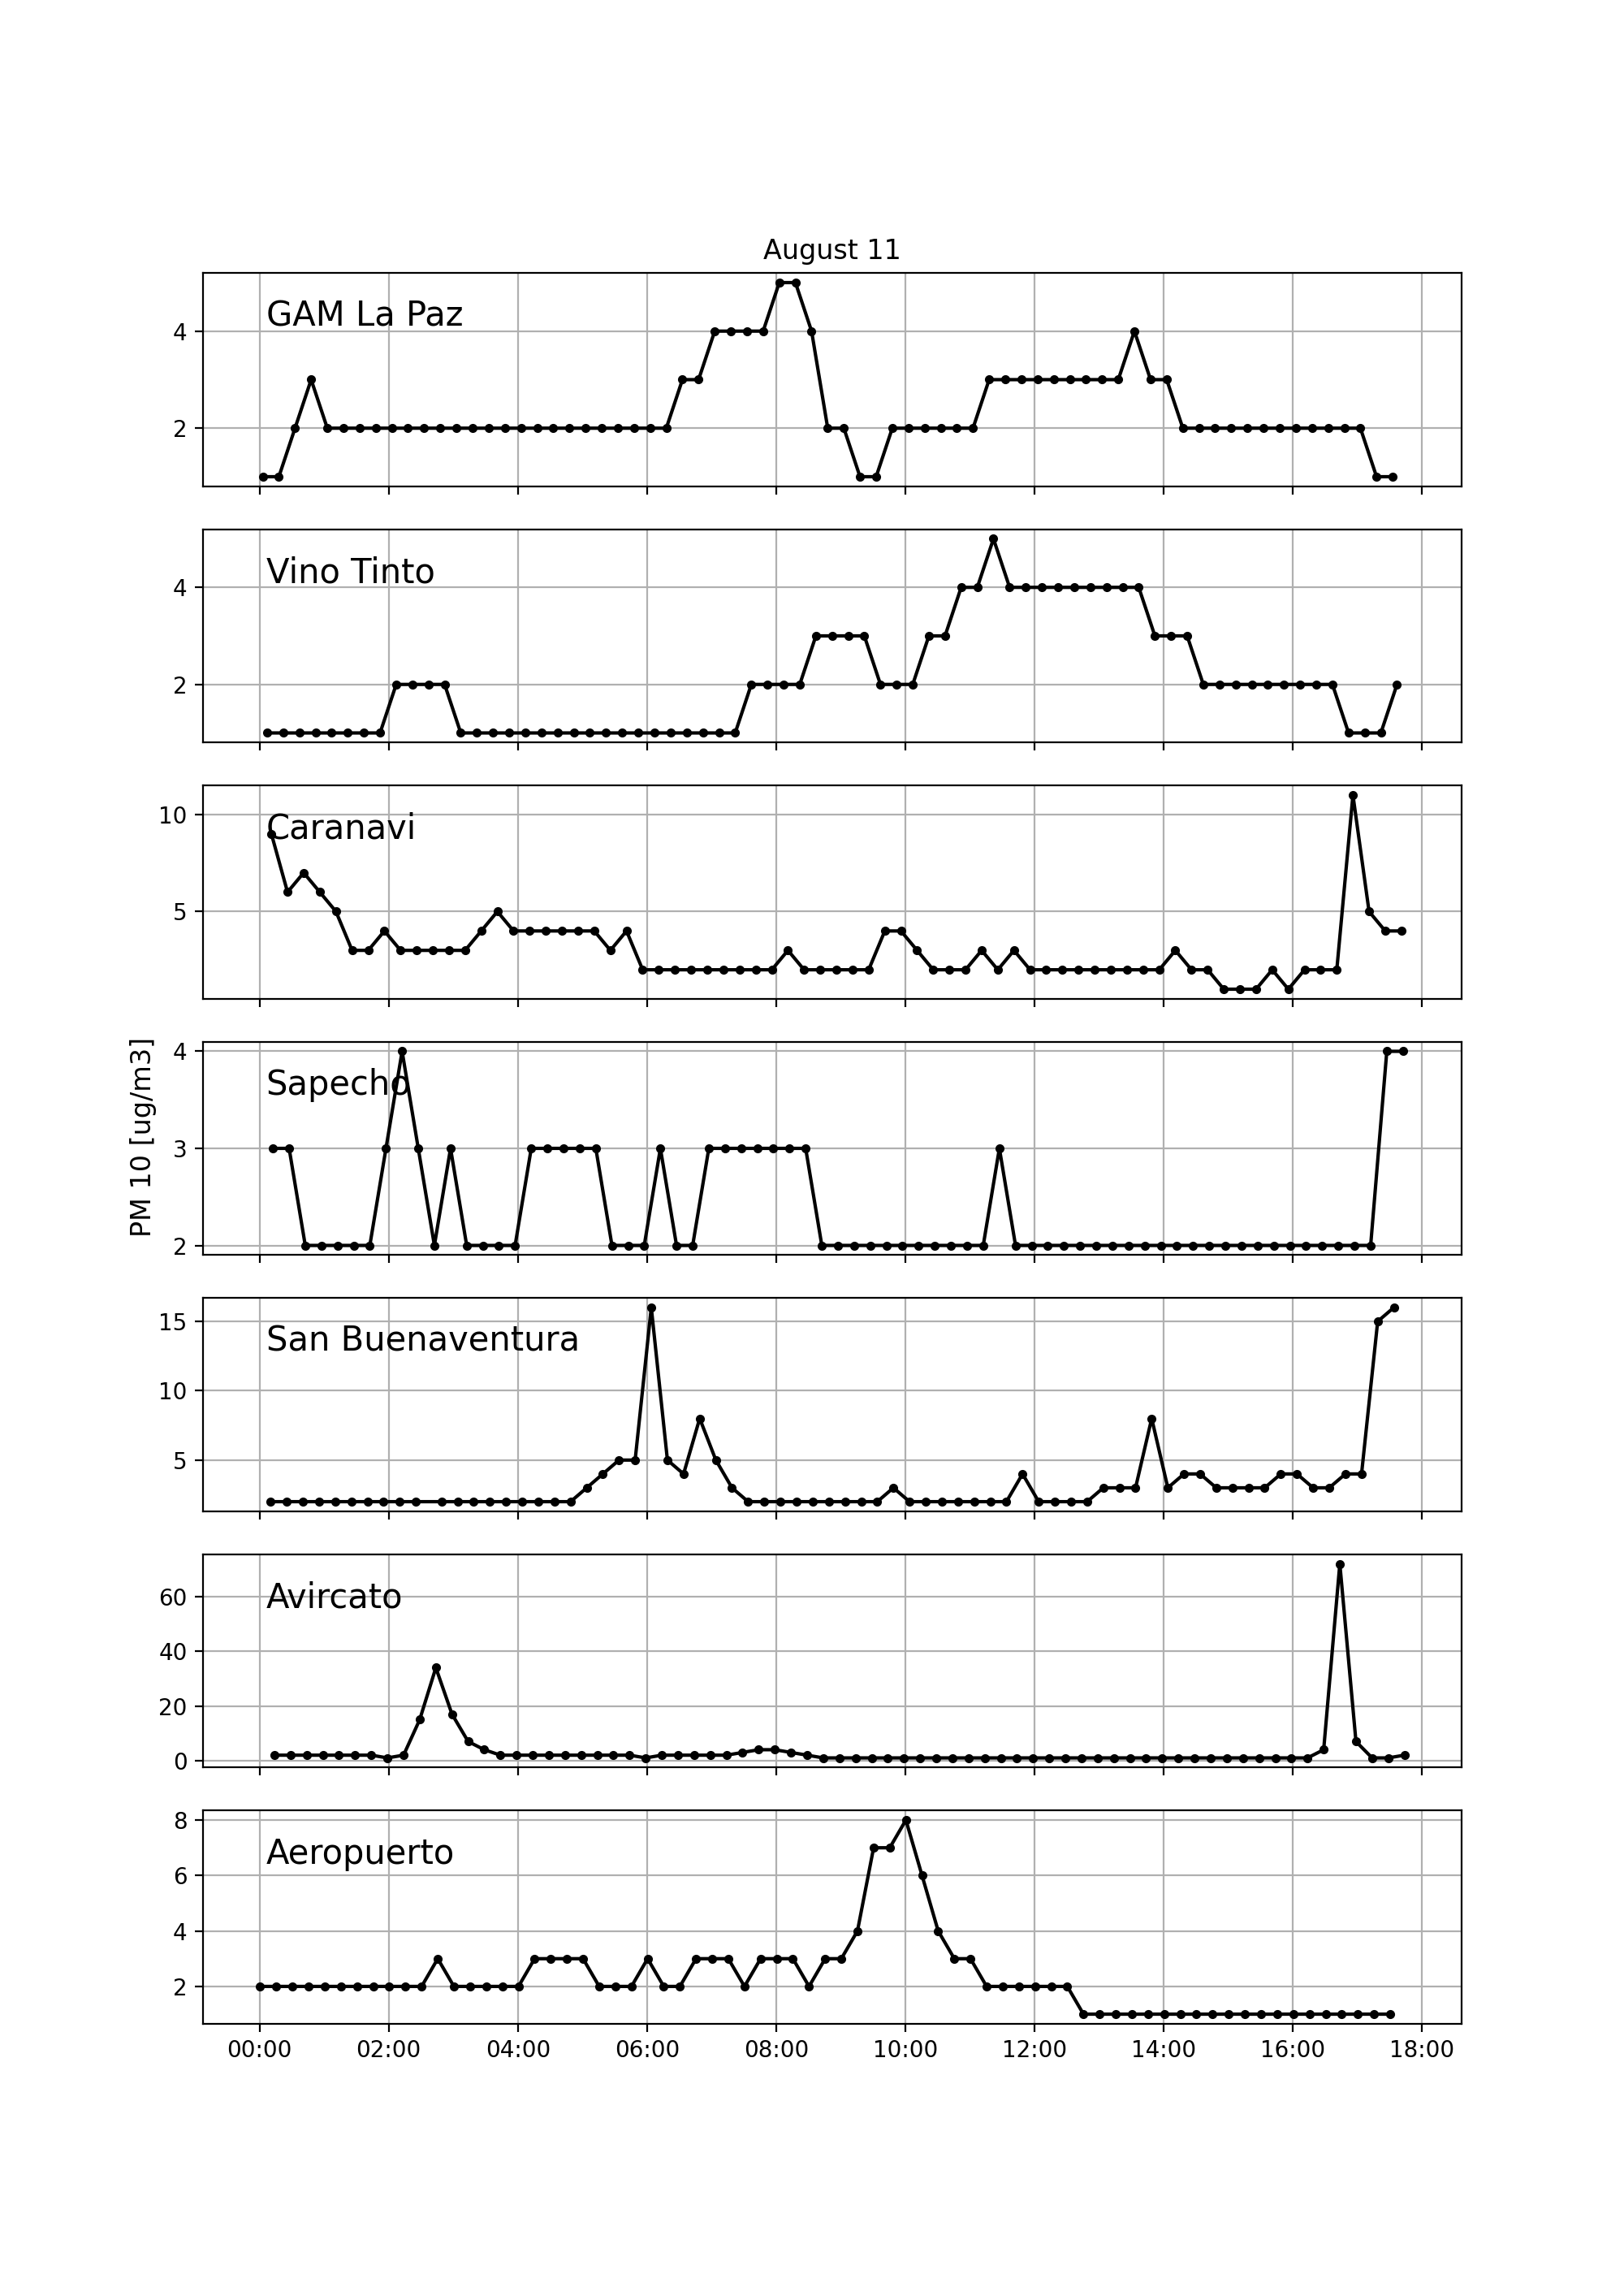 August 11
GAM La Paz
4
2
Vino Tinto
4
2
Caranavi
10
5
PM 10 [ug/m3]
Sapecho
4
3
2
San Buenaventura
15
10
5
Avircato
60
40
20
0
Aeropuerto
8
6
4
2
00:00 02:00 04:00 06:00 08:00 10:00 12:00 14:00 16:00 18:00